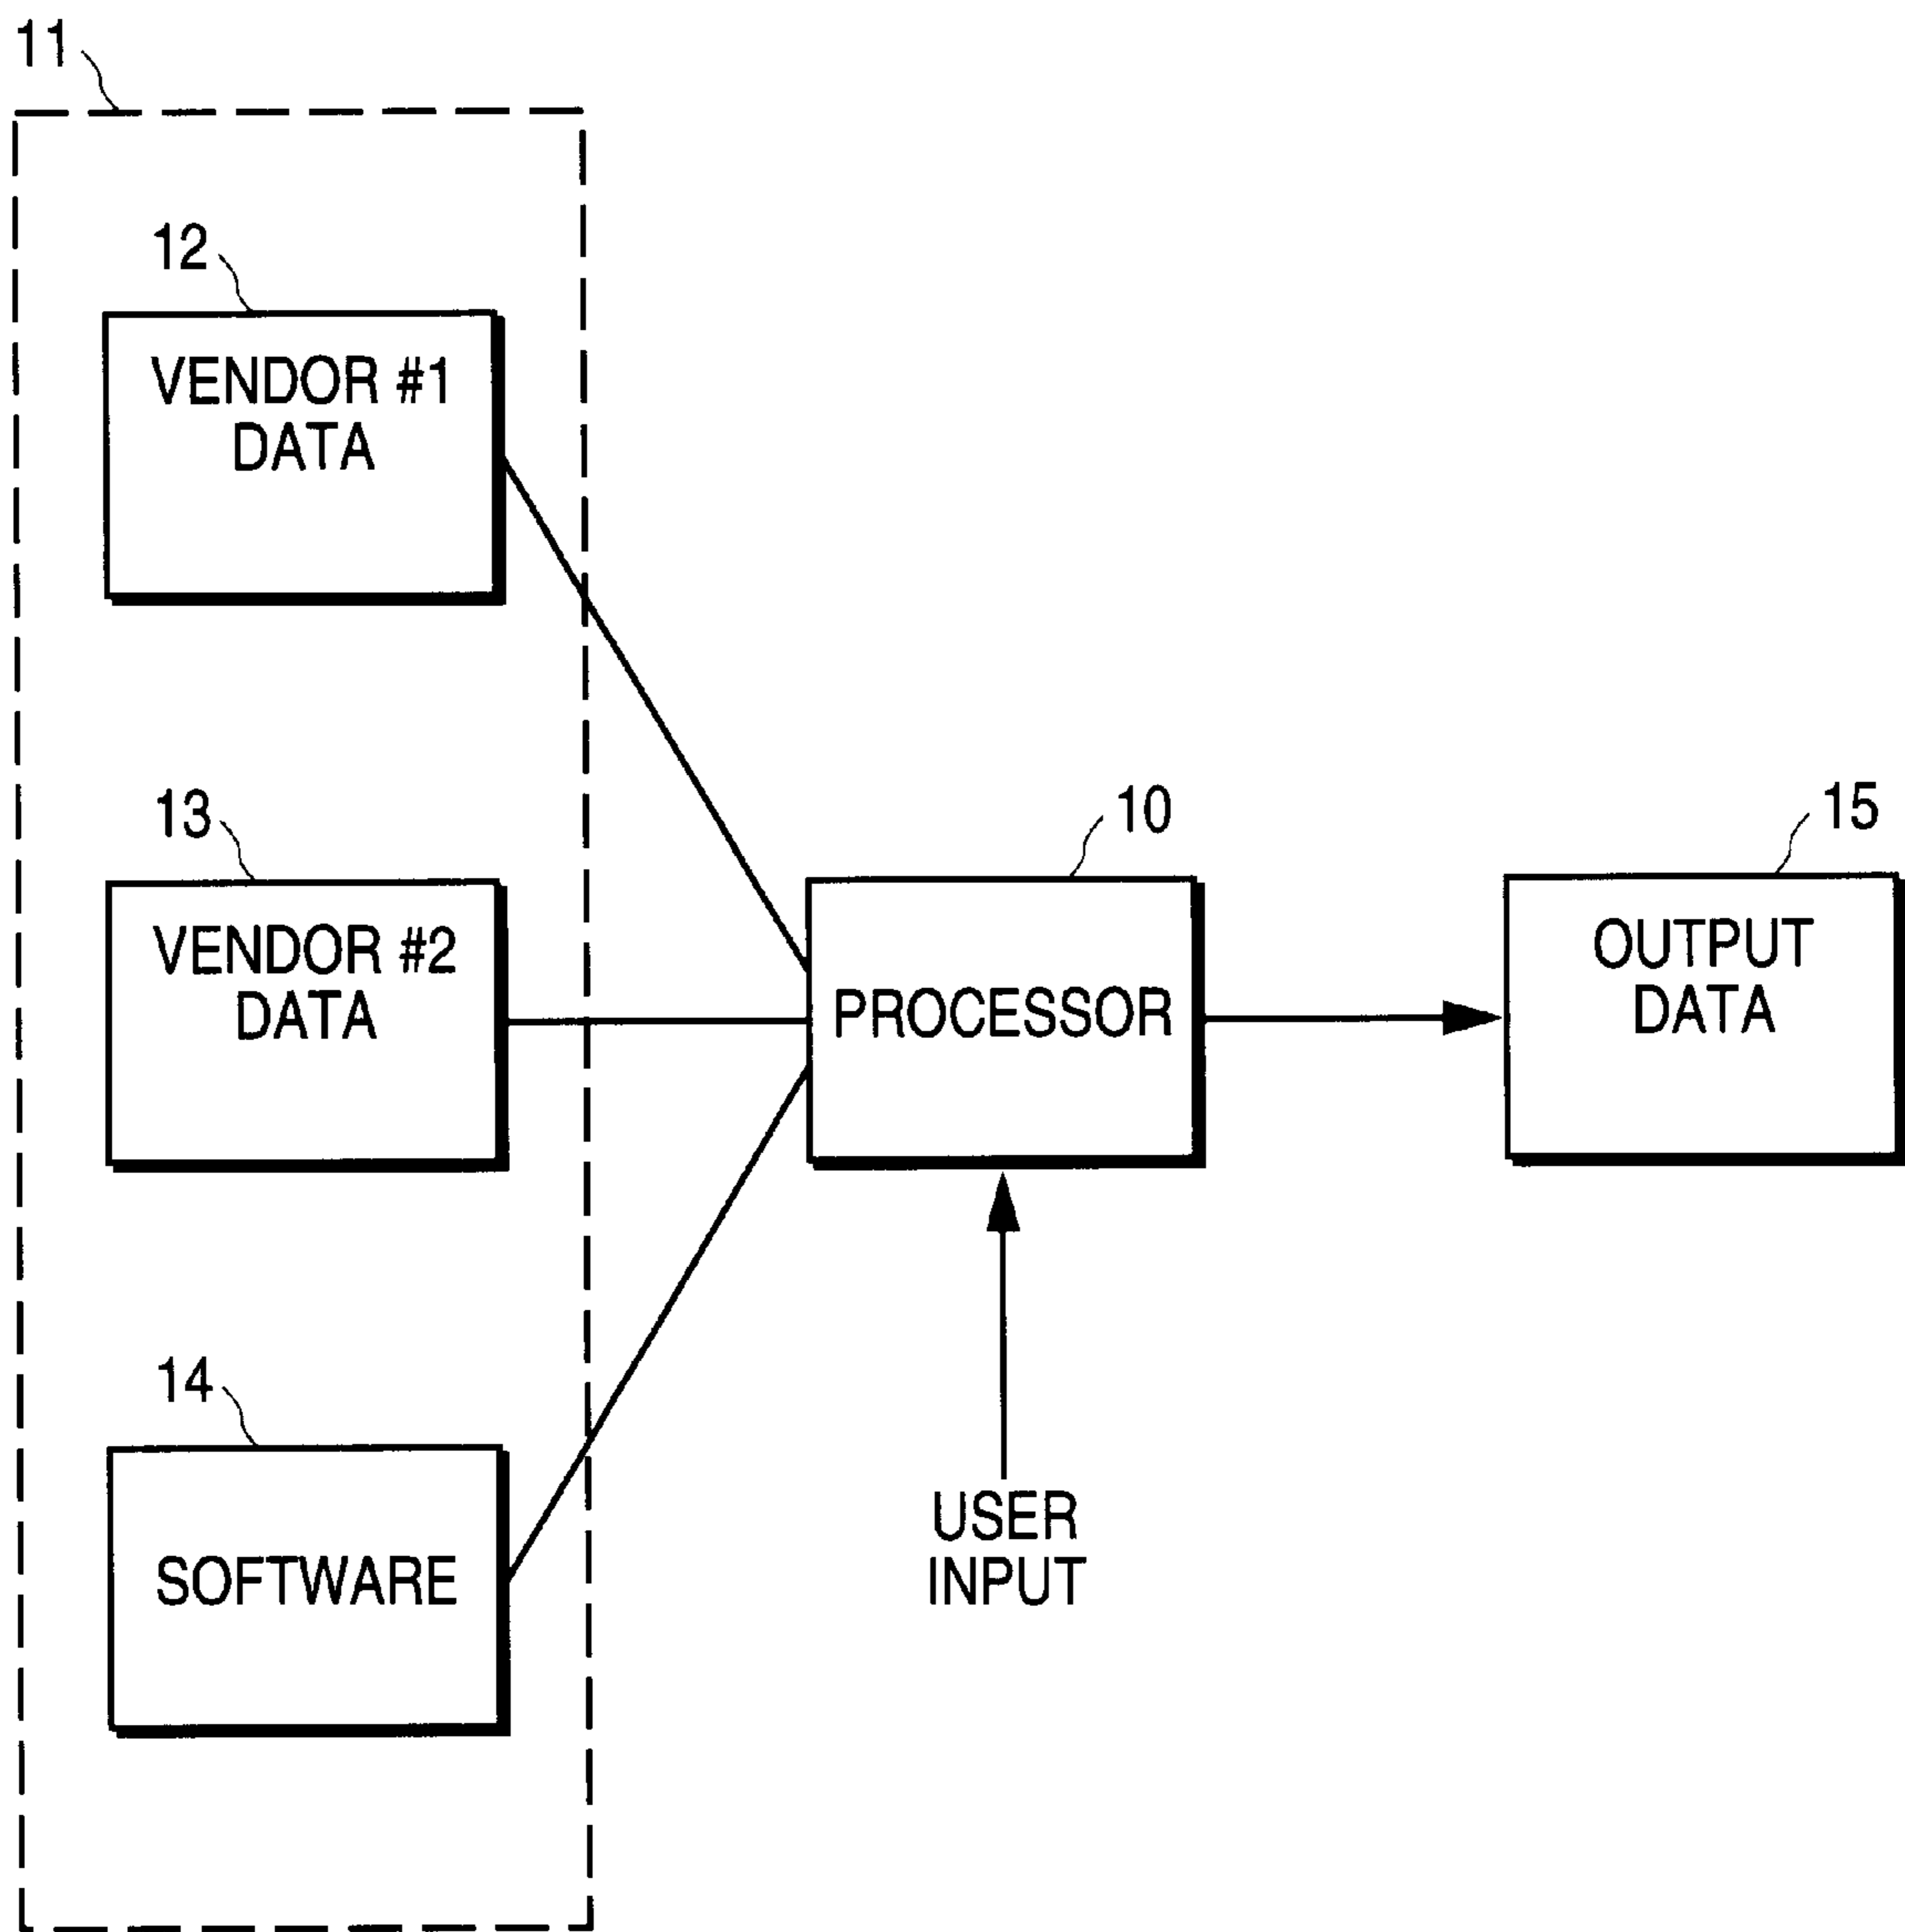 11
12
VENDOR #1
DATA
13
VENDOR #2
DATA
10
PROCESSOR
15
OUTPUT
DATA
14
SOFTWARE
USER
INPUT